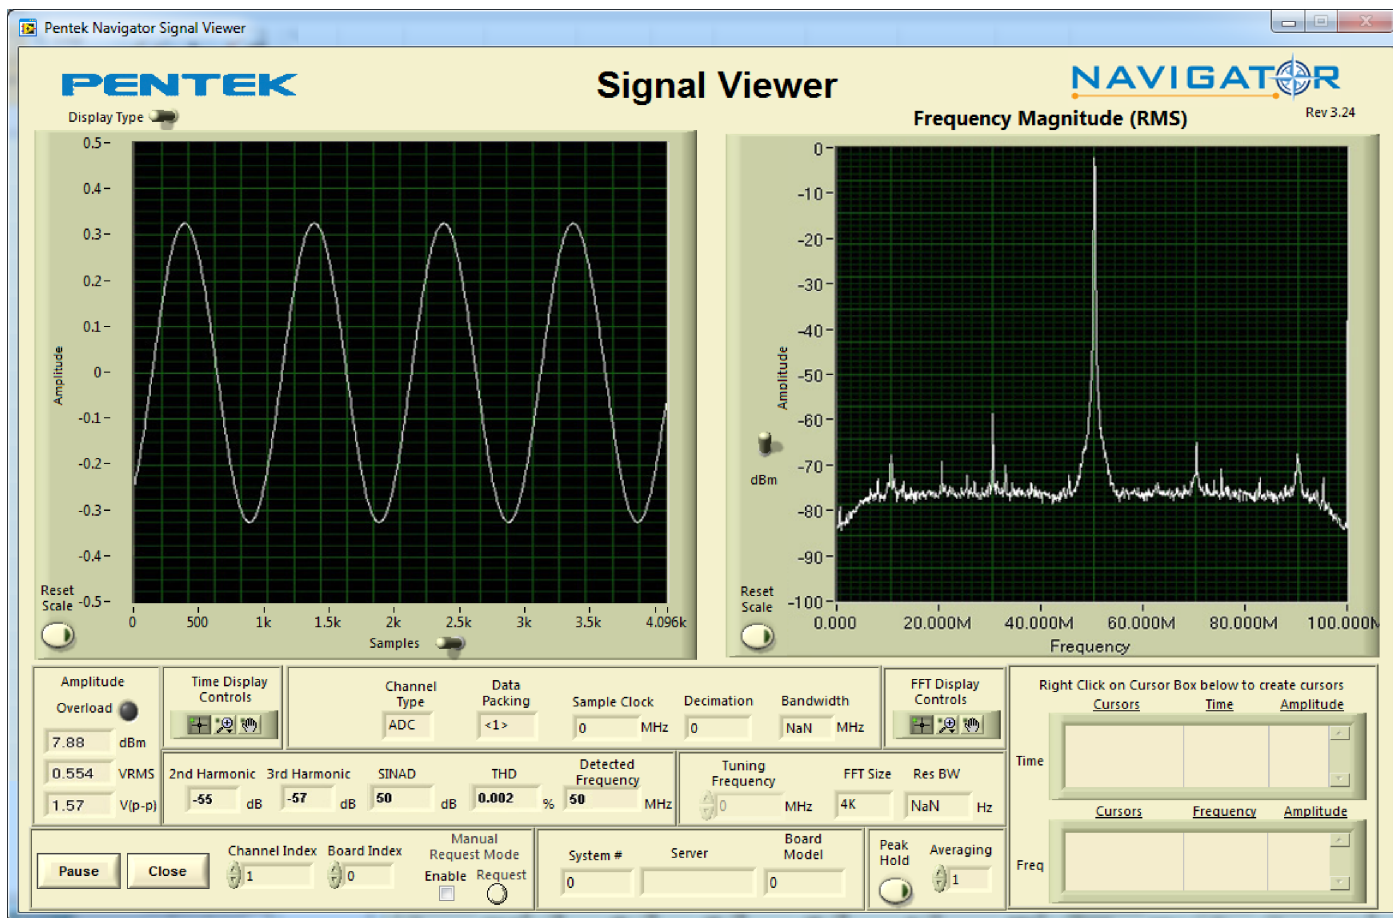 Pentek Navigator Signal Viewer
PENTEK
Signal Viewer
NAVIGATOR
Rev 3.24
Display Type
Frequency Magnitude (RMS)
0.5
0.4
0.3
0.2
0.1
0
-0.1
-0.2
-0.3
-0.4
-0.5
Amplitude
Reset
Scale
0 500 1k 1.5k 2k 2.5k 3k 3.5k 4.096k
Samples
0
-10
-20
-30
-40
-50
-60
-70
-80
-90
-100
Amplitude
dBm
Reset
Scale
0.000 20.000M 40.000M 60.000M 80.000M 100.000M
Frequency
Amplitude
Overload
7.88 dBm
0.554 VRMS
1.57 V(p-p)
Time Display
Controls
Channel
Type
ADC
Data
Packing
<1>
Sample Clock
0 MHz
Decimation
0
Bandwidth
NaN MHz
FFT Display
Controls
2nd Harmonic
-55 dB
3rd Harmonic
-57 dB
SINAD
50 dB
THD
0.002 %
Detected
Frequency
50 MHz
Tuning
Frequency
0 MHz
FFT Size
4K
Res BW
NaN Hz
Right Click on Cursor Box below to create cursors
Cursors Time Amplitude
Time
Cursors Frequency Amplitude
Freq
Pause
Close
Channel Index
1
Board Index
0
Manual
Request Mode
Enable Request
System #
0
Server
Board
Model
0
Peak
Hold
Averaging
1